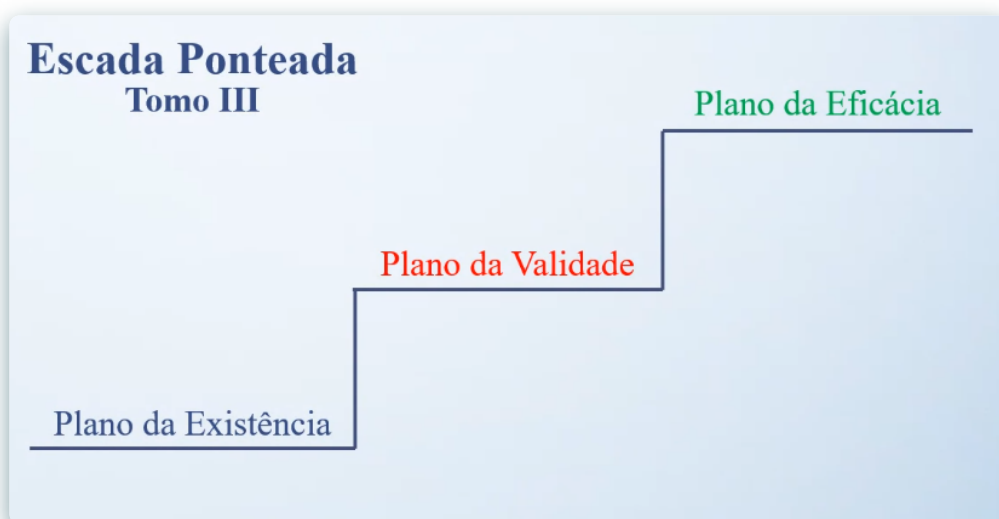 Escada Ponteada
Tomo III
Plano da Eficácia
Plano da Validade
Plano da Existência